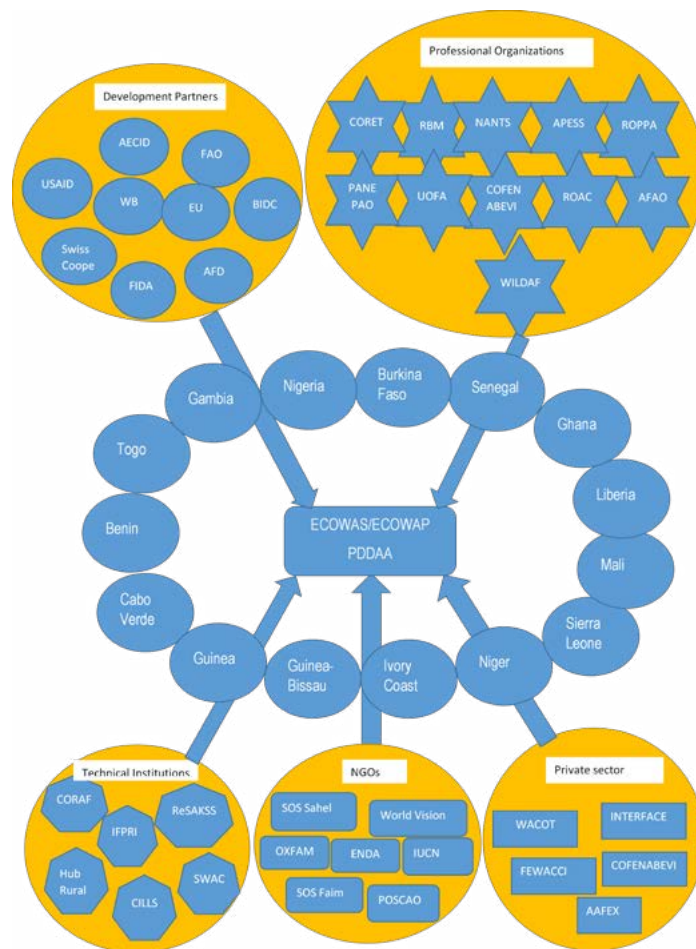 Professional Organizations
Development Partners
CORET
RBM
NANTS
APESS
ROPPA
AECID
FAO
USAID
WB
EU
BIDC
PANE
PAO
UOFA
COFEN
ABEVI
ROAC
AFAO
Swiss
Coope
FIDA
AFD
WILDAF
Gambia
Nigeria
Burkina
Faso
Senegal
Ghana
Togo
Liberia
Benin
ECOWAS/ECOWAP
PDDAA
Mali
Cabo
Verde
Sierra
Leone
Guinea
Guinea-
Bissau
Ivory
Coast
Niger
Technical Institutions
NGOs
Private sector
CORAF
IFPRI
ReSAKSS
Hub
Rural
CILLS
SWAC
SOS Sahel
World Vision
OXFAM
ENDA
IUCN
SOS Faim
POSCAO
WACOT
INTERFACE
FEWACCI
COFENABEVI
AAFEX